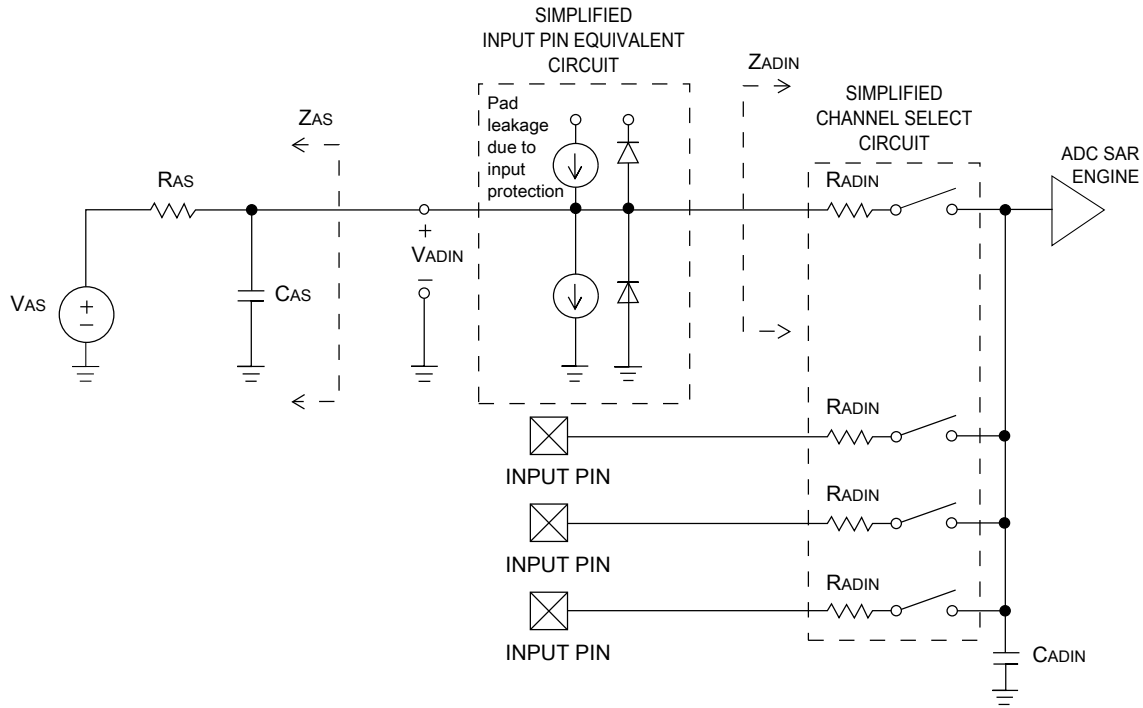 SIMPLIFIED
INPUT PIN EQUIVALENT
CIRCUIT
Pad
leakage
due to
input
protection
ZAS
RAS
VAS
+
–
CAS
+
VADIN
–
ZADIN
SIMPLIFIED
CHANNEL SELECT
CIRCUIT
RADIN
ADC SAR
ENGINE
RADIN
INPUT PIN
RADIN
INPUT PIN
RADIN
INPUT PIN
CADIN